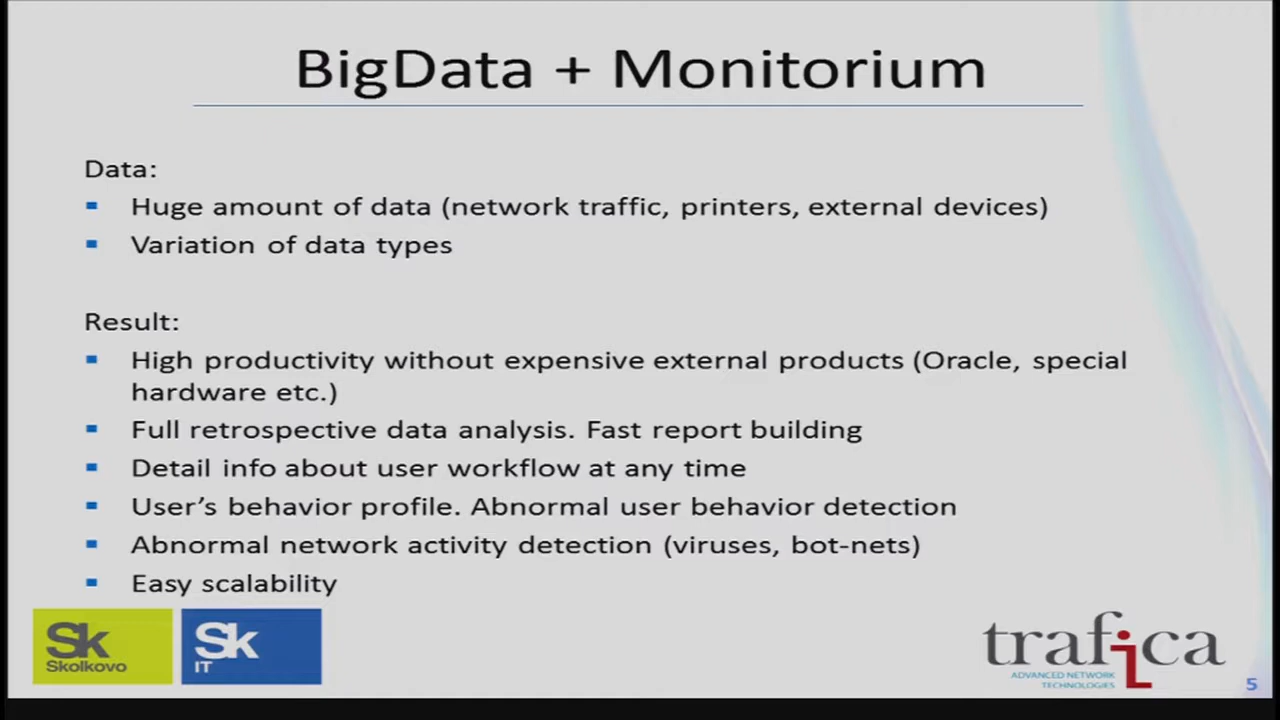 BigData + Monitorium
Data:
Huge amount of data (network traffic, printers, external devices)
Variation of data types
Result:
High productivity without expensive external products (Oracle, special
hardware etc.)
Full retrospective data analysis. Fast report building
Detail info about user workflow at any time
User's behavior profile. Abnormal user behavior detection
Abnormal network activity detection (viruses, bot-nets)
Easy scalability
Sk
Skolkovo
Sk
IT
trafica
ADVANCED NETWORK
TECHNOLOGIES
5